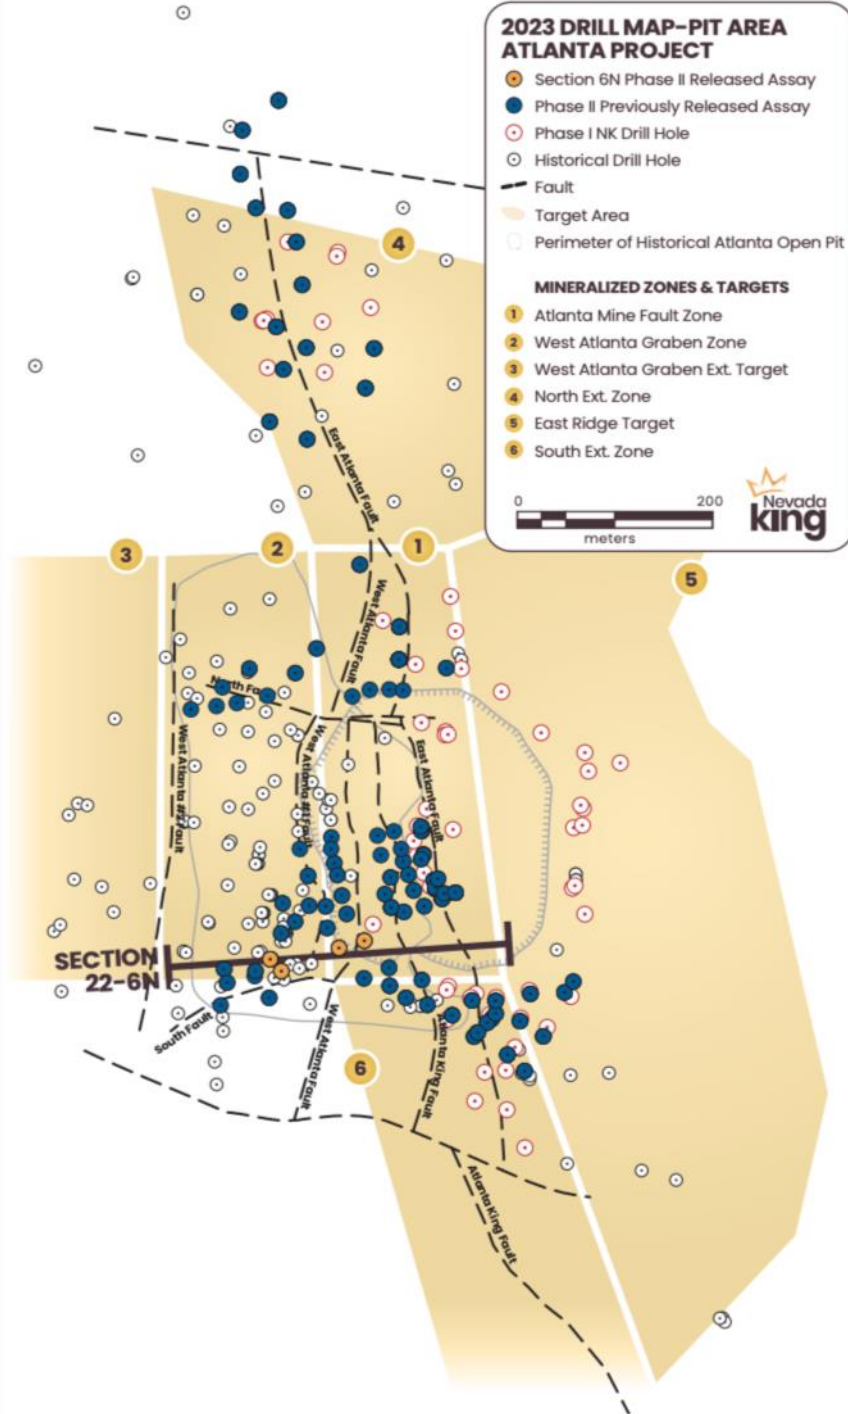 2023 DRILL MAP-PIT AREA
ATLANTA PROJECT
Section 6N Phase II Released Assay
Phase II Previously Released Assay
Phase I NK Drill Hole
Historical Drill Hole
Fault
Target Area
Perimeter of Historical Atlanta Open Pit
MINERALIZED ZONES & TARGETS
1 Atlanta Mine Fault Zone
2 West Atlanta Graben Zone
3 West Atlanta Graben Ext. Target
4 North Ext. Zone
5 East Ridge Target
6 South Ext. Zone
0 200
meters
Nevada
king
4
East Atlanta Fault
3
2
1
5
West Atlanta Fault
North Fa
West Atlanta #2 Fault
West Atlanta #1 Fault
East Atlanta Fault
SECTION
22-6N
South Fault
West Atlanta Fault
Atlanta King Fault
6
Atlanta King Fault